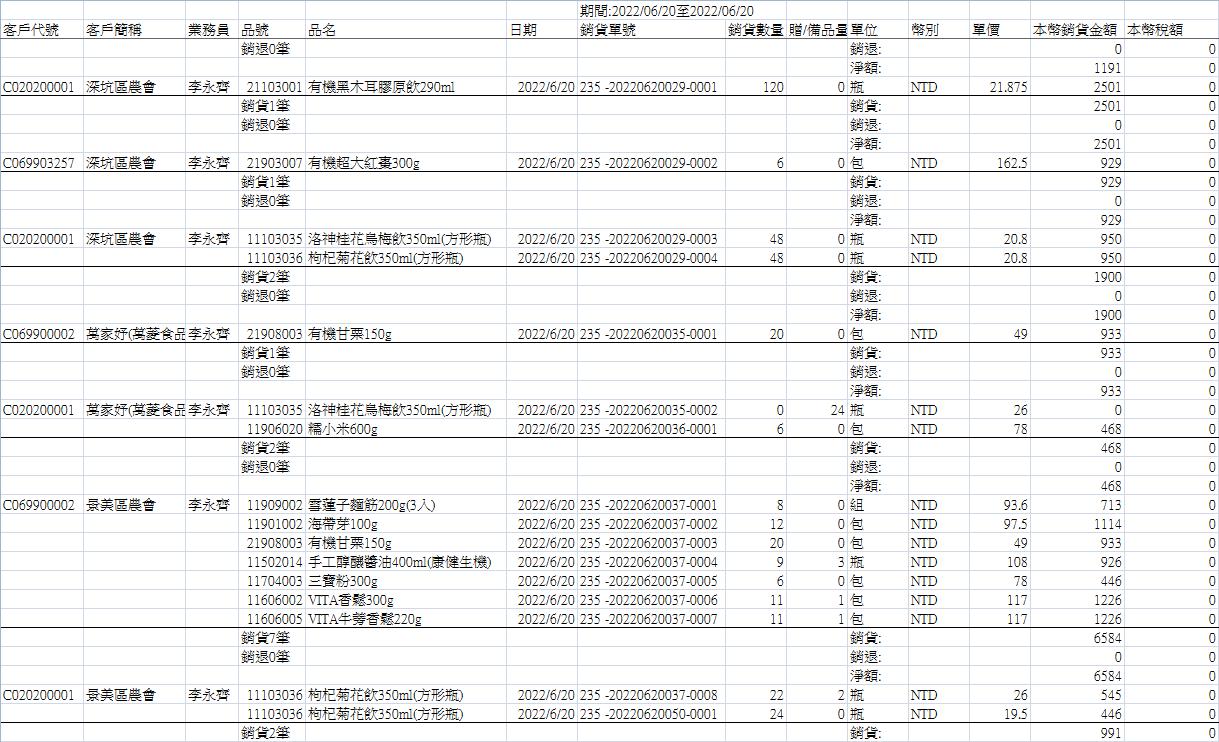 期間:2022/06/20至2022/06/20
客戶代號 客戶簡稱 業務員 品號 品名 日期 銷貨單號 銷貨數量 贈/備品量 單位 幣別 單價 本幣銷貨金額 本幣稅額
銷退0筆 銷退: 0 0
淨額: 1191 0
C020200001 深坑區農會 李永齊 21103001 有機黑木耳膠原飲290ml 2022/6/20 235 -20220620029-0001 120 0 瓶 NTD 21.875 2501 0
銷貨1筆 銷貨: 2501 0
銷退0筆 銷退: 0 0
淨額: 2501 0
C069903257 深坑區農會 李永齊 21903007 有機超大紅棗300g 2022/6/20 235 -20220620029-0002 6 0 包 NTD 162.5 929 0
銷貨1筆 銷貨: 929 0
銷退0筆 銷退: 0 0
淨額: 929 0
C020200001 深坑區農會 李永齊 11103035 洛神桂花烏梅飲350ml(方形瓶) 2022/6/20 235 -20220620029-0003 48 0 瓶 NTD 20.8 950 0
11103036 枸杞菊花飲350ml(方形瓶) 2022/6/20 235 -20220620029-0004 48 0 瓶 NTD 20.8 950 0
銷貨2筆 銷貨: 1900 0
銷退0筆 銷退: 0 0
淨額: 1900 0
C069900002 萬家妤(萬菱食品 李永齊 21908003 有機甘栗150g 2022/6/20 235 -20220620035-0001 20 0 包 NTD 49 933 0
銷貨1筆 銷貨: 933 0
銷退0筆 銷退: 0 0
淨額: 933 0
C020200001 萬家妤(萬菱食品 李永齊 11103035 洛神桂花烏梅飲350ml(方形瓶) 2022/6/20 235 -20220620035-0002 0 24 瓶 NTD 26 0 0
11906020 糯小米600g 2022/6/20 235 -20220620036-0001 6 0 包 NTD 78 468 0
銷貨2筆 銷貨: 468 0
銷退0筆 銷退: 0 0
淨額: 468 0
C069900002 景美區農會 李永齊 11909002 雪蓮子麵筋200g(3入) 2022/6/20 235 -20220620037-0001 8 0 組 NTD 93.6 713 0
11901002 海帶芽100g 2022/6/20 235 -20220620037-0002 12 0 包 NTD 97.5 1114 0
21908003 有機甘栗150g 2022/6/20 235 -20220620037-0003 20 0 包 NTD 49 933 0
11502014 手工醇釀醬油400ml(康健生機) 2022/6/20 235 -20220620037-0004 9 3 瓶 NTD 108 926 0
11704003 三寶粉300g 2022/6/20 235 -20220620037-0005 6 0 包 NTD 78 446 0
11606002 VITA香鬆300g 2022/6/20 235 -20220620037-0006 11 1 包 NTD 117 1226 0
11606005 VITA牛蒡香鬆220g 2022/6/20 235 -20220620037-0007 11 1 包 NTD 117 1226 0
銷貨7筆 銷貨: 6584 0
銷退0筆 銷退: 0 0
淨額: 6584 0
C020200001 景美區農會 李永齊 11103036 枸杞菊花飲350ml(方形瓶) 2022/6/20 235 -20220620037-0008 22 2 瓶 NTD 26 545 0
11103036 枸杞菊花飲350ml(方形瓶) 2022/6/20 235 -20220620050-0001 24 0 瓶 NTD 19.5 446 0
銷貨2筆 銷貨: 991 0